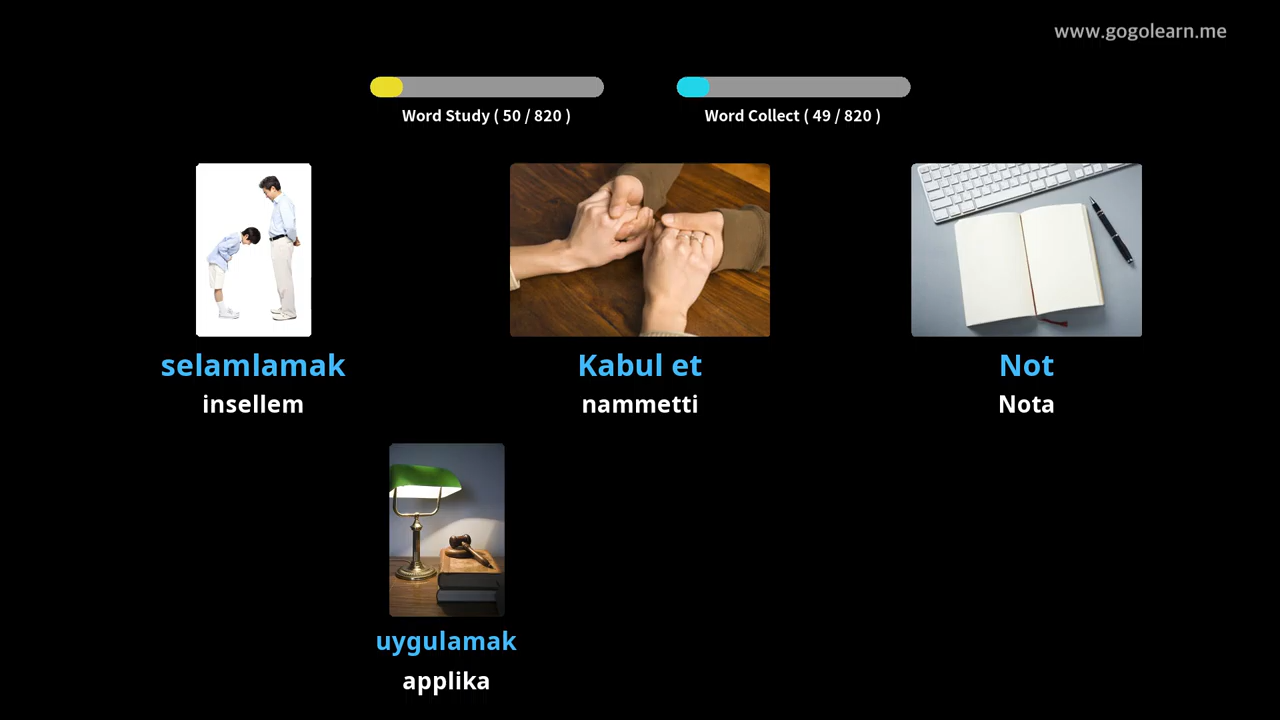 www.gogolearn.me
Word Study ( 50 / 820 )
Word Collect ( 49 / 820 )
selamlamak
insellem
Kabul et
nammetti
Not
Nota
uygulamak
applika